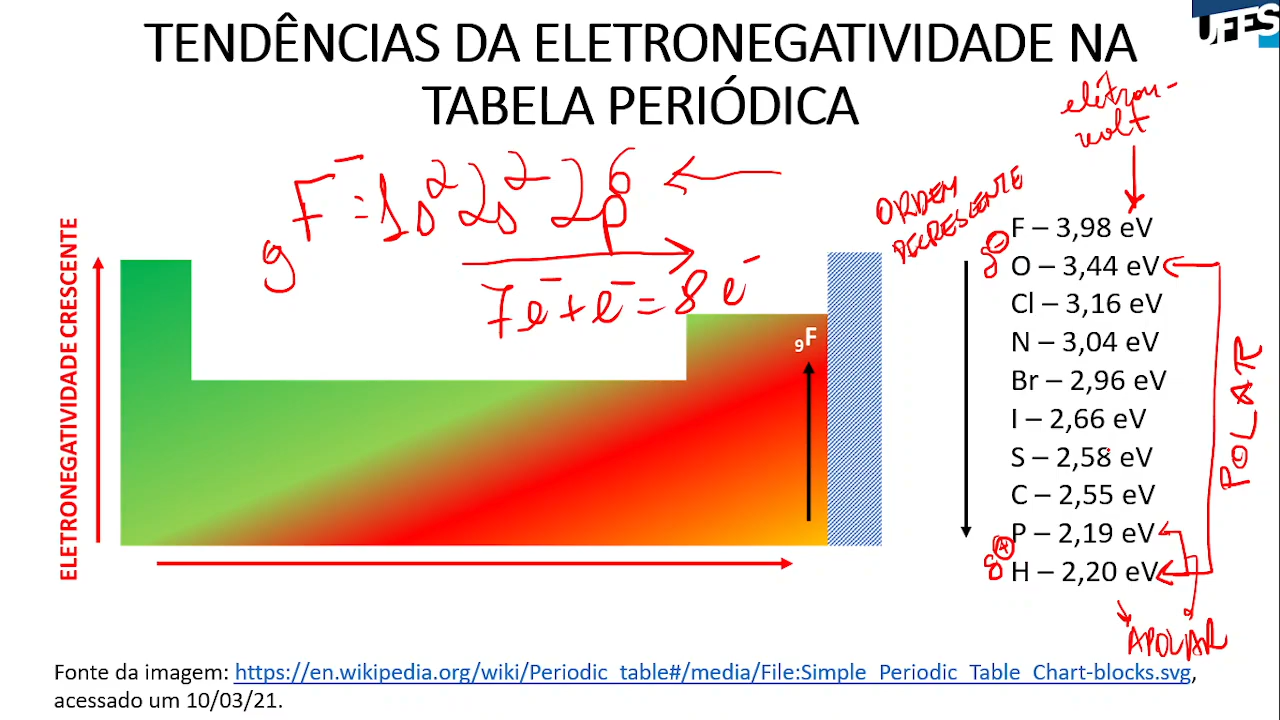 UFES
TENDÊNCIAS DA ELETRONEGATIVIDADE NA
TABELA PERIÓDICA
elétron-
volt
F⁻ = 1s² 2s² 2p⁶
9
7e⁻ + e⁻ = 8e⁻
ORDEM
DECRESCENTE
ELETRONEGATIVIDADE CRESCENTE
₉F
F – 3,98 eV
δ⁻
O – 3,44 eV
Cl – 3,16 eV
N – 3,04 eV
Br – 2,96 eV
I – 2,66 eV
S – 2,58 eV
C – 2,55 eV
P – 2,19 eV
δ⁺
H – 2,20 eV
POLAR
APOLAR
Fonte da imagem: https://en.wikipedia.org/wiki/Periodic_table#/media/File:Simple_Periodic_Table_Chart-blocks.svg,
acessado um 10/03/21.